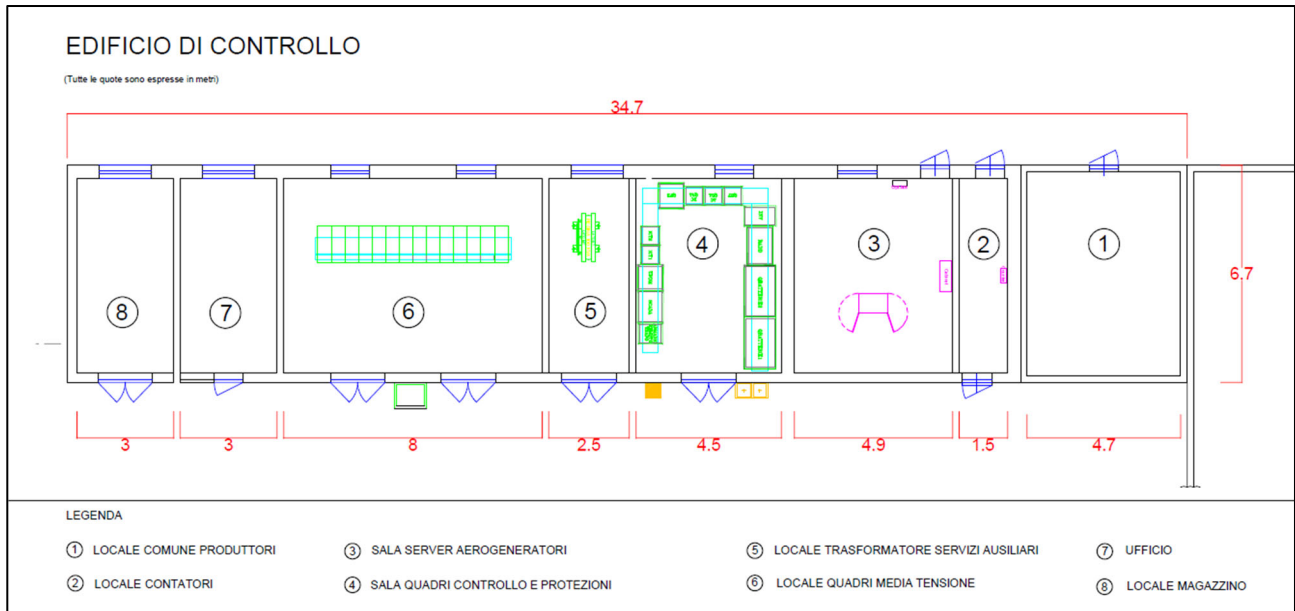 EDIFICIO DI CONTROLLO
(Tutte le quote sono espresse in metri)
34.7
8
7
6
5
4
3
2
1
6.7
3
3
8
2.5
4.5
4.9
1.5
4.7
LEGENDA
1 LOCALE COMUNE PRODUTTORI
3 SALA SERVER AEROGENERATORI
5 LOCALE TRASFORMATORE SERVIZI AUSILIARI
7 UFFICIO
2 LOCALE CONTATORI
4 SALA QUADRI CONTROLLO E PROTEZIONI
6 LOCALE QUADRI MEDIA TENSIONE
8 LOCALE MAGAZZINO